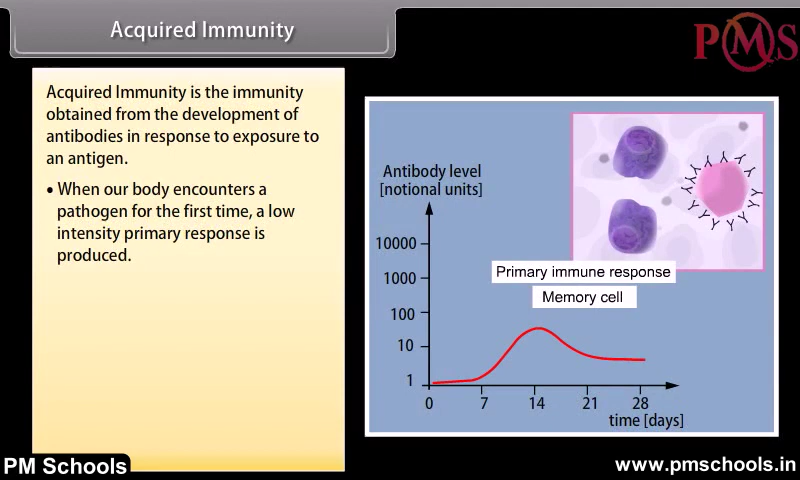 Acquired Immunity
PMS
Acquired Immunity is the immunity
obtained from the development of
antibodies in response to exposure to
an antigen.
• When our body encounters a
pathogen for the first time, a low
intensity primary response is
produced.
Antibody level
[notional units]
10000
1000
100
10
1
Primary immune response
Memory cell
0 7 14 21 28
time [days]
PM Schools
www.pmschools.in